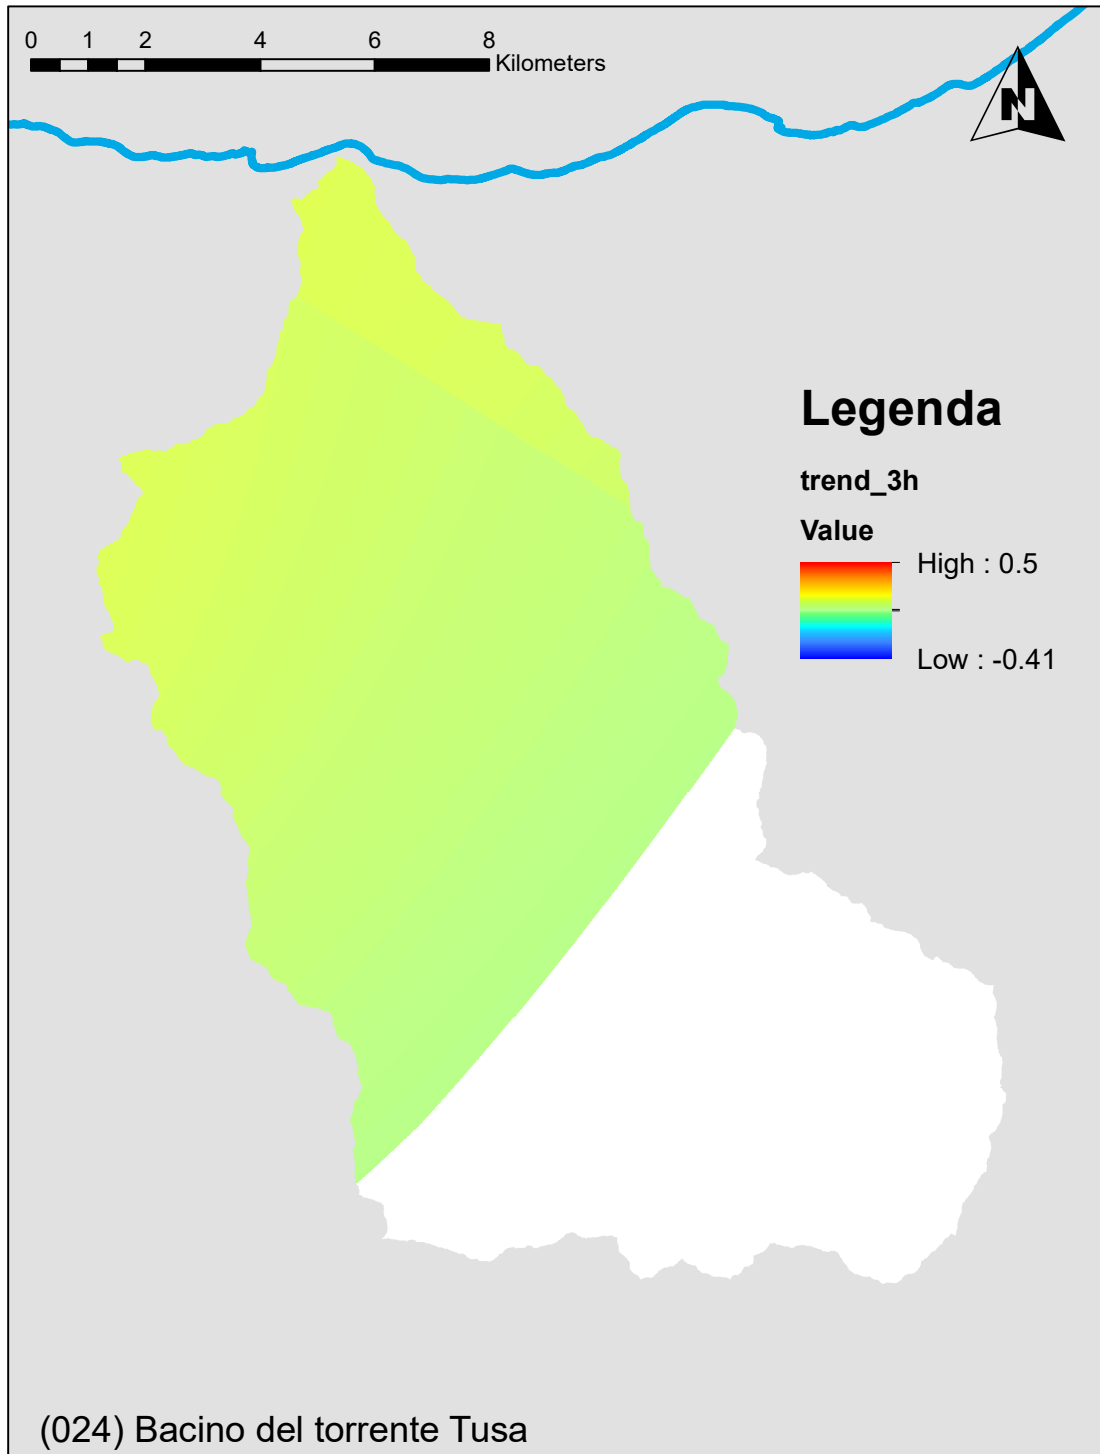 0 1 2 4 6 8
Kilometers
N
Legenda
trend_3h
Value
High : 0.5
Low : -0.41
(024) Bacino del torrente Tusa